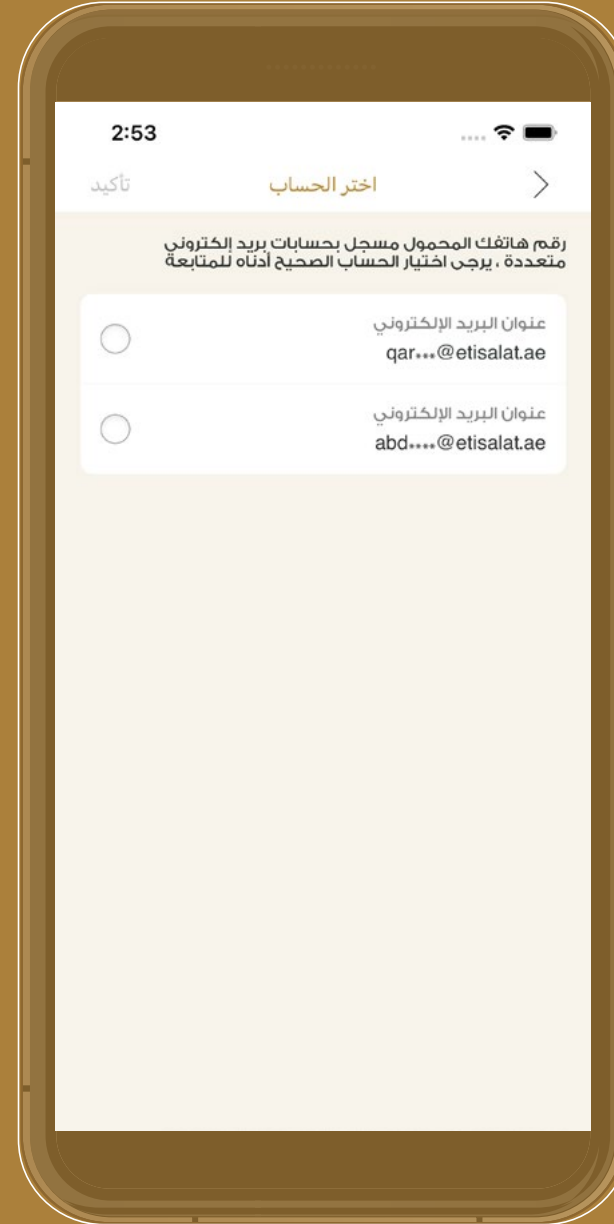 2:53
اختر الحساب
تأكيد
رقم هاتفك المحمول مسجل بحسابات بريد إلكتروني
متعددة ، يرجى اختيار الحساب الصحيح أدناه للمتابعة
عنوان البريد الإلكتروني
qar***@etisalat.ae
عنوان البريد الإلكتروني
abd****@etisalat.ae